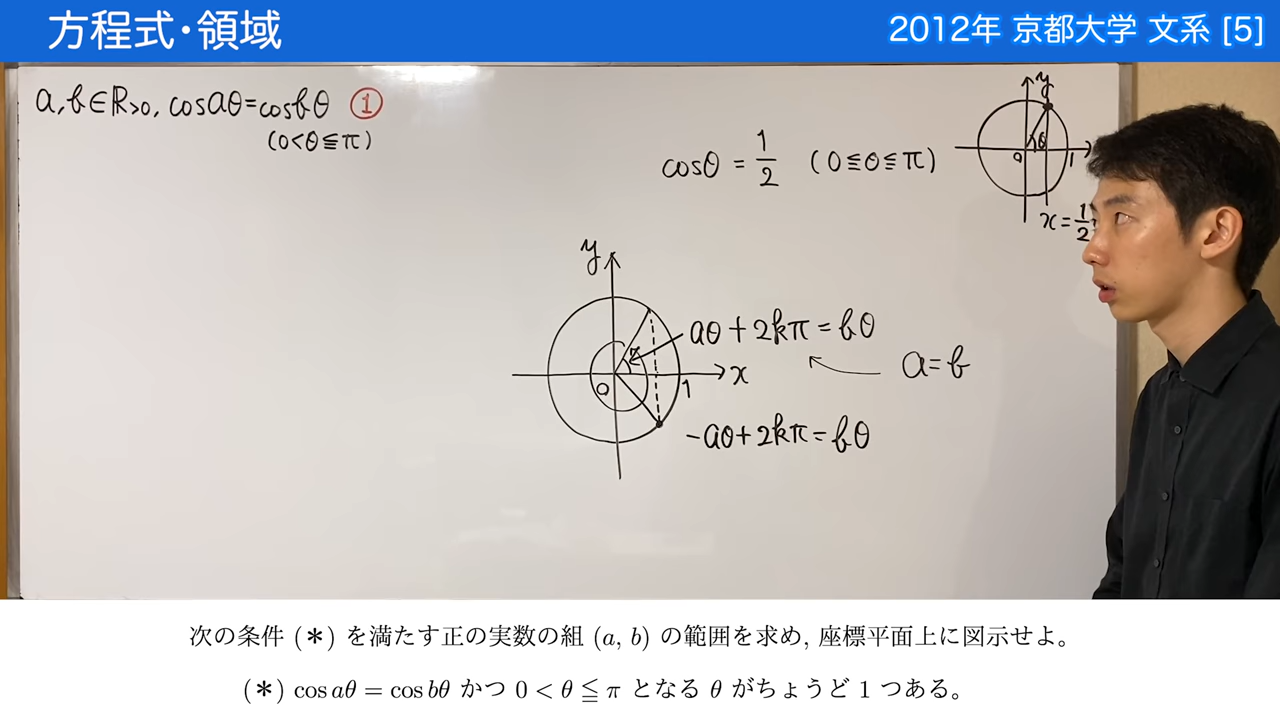 方程式・領域
2012年 京都大学 文系 [5]
a, b ∈ ℝ>0, cos aθ = cos bθ ①
(0<θ≦π)
cosθ = 1/2 (0≦θ≦π)
y
θ
0
1
x = 1/2
y
aθ + 2kπ = bθ
a = b
x
0
1
-aθ + 2kπ = bθ
次の条件 (＊) を満たす正の実数の組 (a, b) の範囲を求め, 座標平面上に図示せよ。
(＊) cos aθ = cos bθ かつ 0 < θ ≦ π となる θ がちょうど 1 つある。